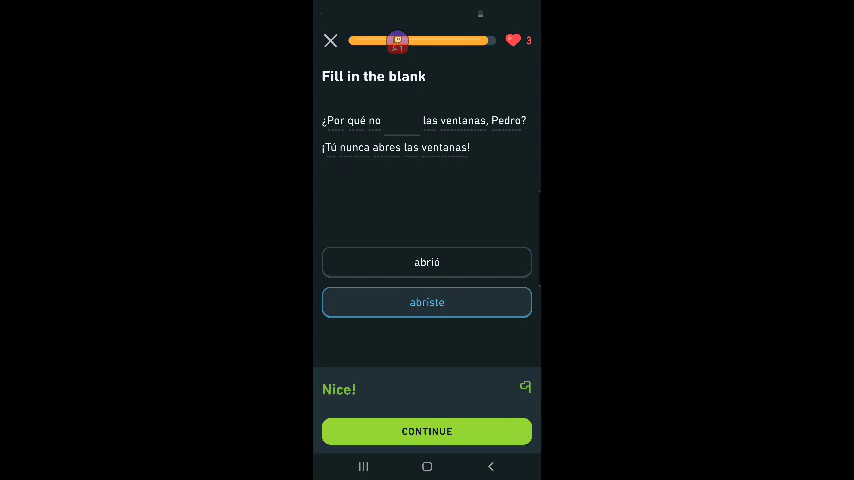 3
Fill in the blank
¿Por qué no ____ las ventanas, Pedro?
¡Tú nunca abres las ventanas!
abrió
abriste
Nice!
CONTINUE